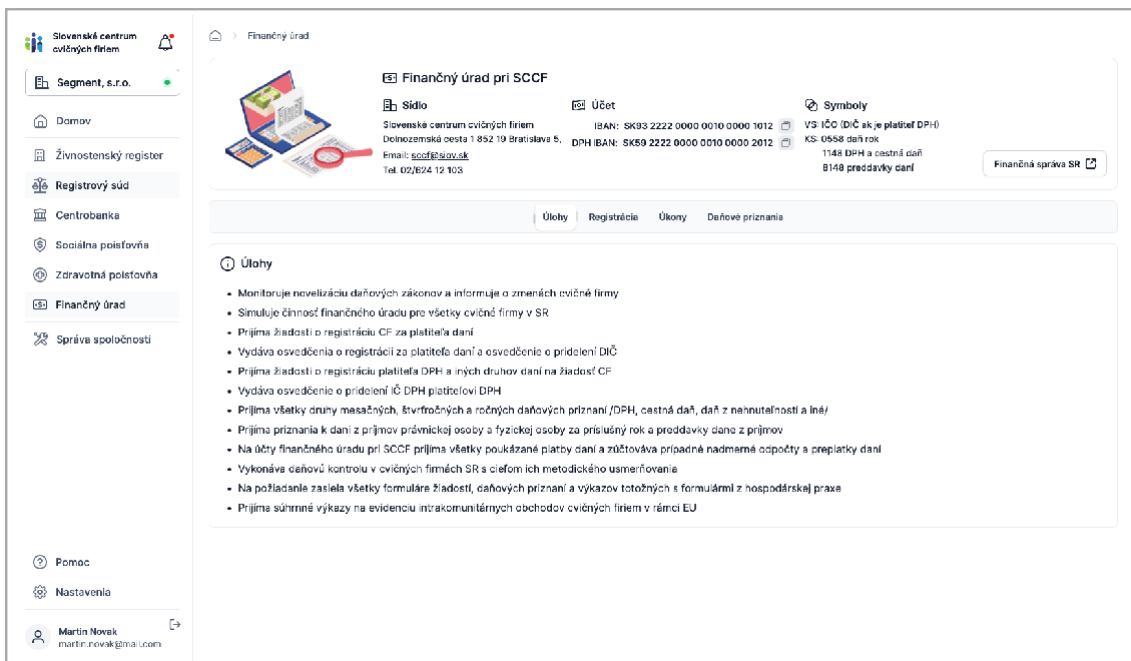 Slovenské centrum
cvičných firiem
Segment, s.r.o.
Domov
Živnostenský register
Registrový súd
Centrobanka
Sociálna poisťovňa
Zdravotná poisťovňa
Finančný úrad
Správa spoločnosti
Pomoc
Nastavenia
Martin Novak
martin.novak@mail.com
Finančný úrad
Finančný úrad pri SCCF
Sídlo
Slovenské centrum cvičných firiem
Dolnozemská cesta 1 852 19 Bratislava 5,
Email: sccf@siov.sk
Tel. 02/624 12 103
Účet
IBAN: SK93 2222 0000 0010 0000 1012
DPH IBAN: SK59 2222 0000 0010 0000 2012
Symboly
VS: IČO (DIČ ak je platiteľ DPH)
KS: 0558 daň rok
1148 DPH a cestná daň
8148 preddavky daní
Finančná správa SR
Úlohy Registrácia Úkony Daňové priznania
Úlohy
• Monitoruje novelizáciu daňových zákonov a informuje o zmenách cvičné firmy
• Simuluje činnosť finančného úradu pre všetky cvičné firmy v SR
• Prijíma žiadosti o registráciu CF za platiteľa daní
• Vydáva osvedčenia o registrácii za platiteľa daní a osvedčenie o pridelení DIČ
• Prijíma žiadosti o registráciu platiteľa DPH a iných druhov daní na žiadosť CF
• Vydáva osvedčenie o pridelení IČ DPH platiteľovi DPH
• Prijíma všetky druhy mesačných, štvrťročných a ročných daňových priznaní /DPH, cestná daň, daň z nehnuteľností a iné/
• Prijíma priznania k dani z príjmov právnickej osoby a fyzickej osoby za príslušný rok a preddavky dane z príjmov
• Na účty finančného úradu pri SCCF prijíma všetky poukázané platby daní a zúčtováva prípadné nadmerné odpočty a preplatky daní
• Vykonáva daňovú kontrolu v cvičných firmách SR s cieľom ich metodického usmerňovania
• Na požiadanie zasiela všetky formuláre žiadostí, daňových priznaní a výkazov totožných s formulármi z hospodárskej praxe
• Prijíma súhrnné výkazy na evidenciu intrakomunitárnych obchodov cvičných firiem v rámci EU